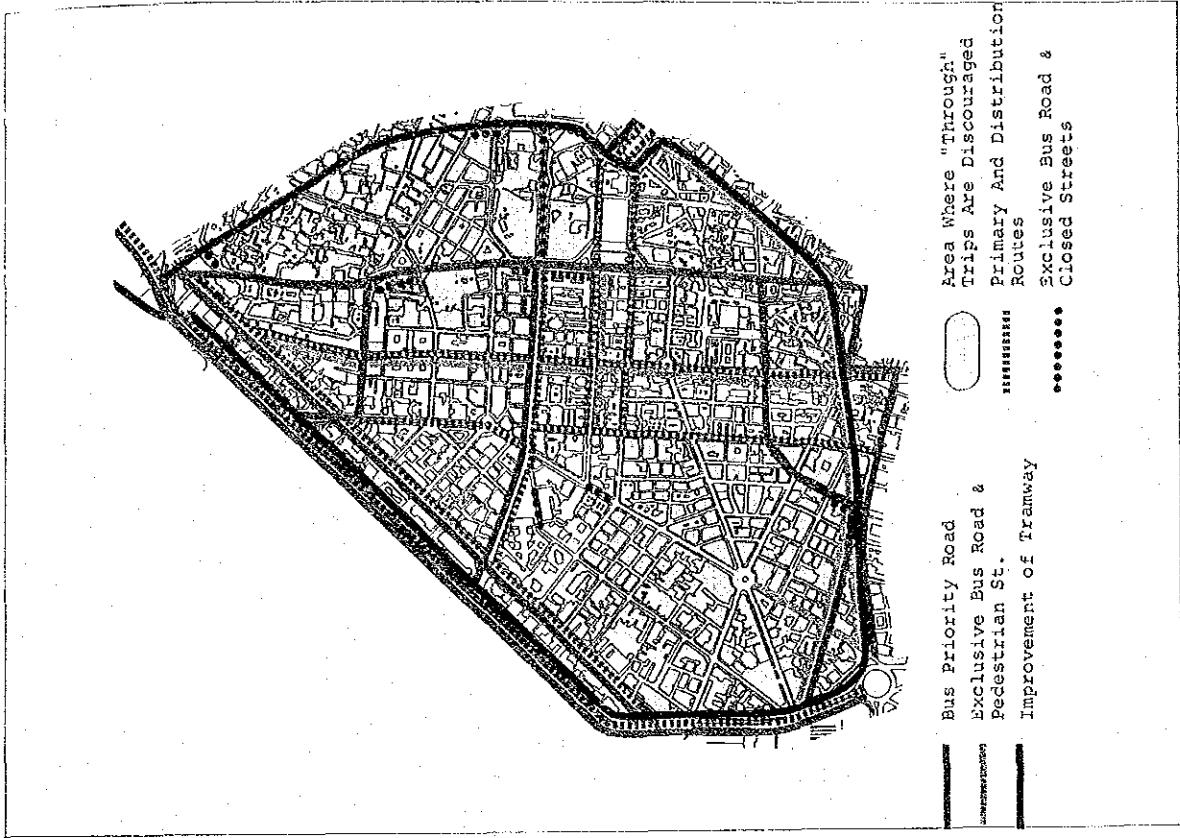 Bus Priority Road
Exclusive Bus Road &
Pedestrian St.
Improvement of Tramway
Area Where "Through"
Trips Are Discouraged
Primary And Distribution
Routes
Exclusive Bus Road &
Closed Streets